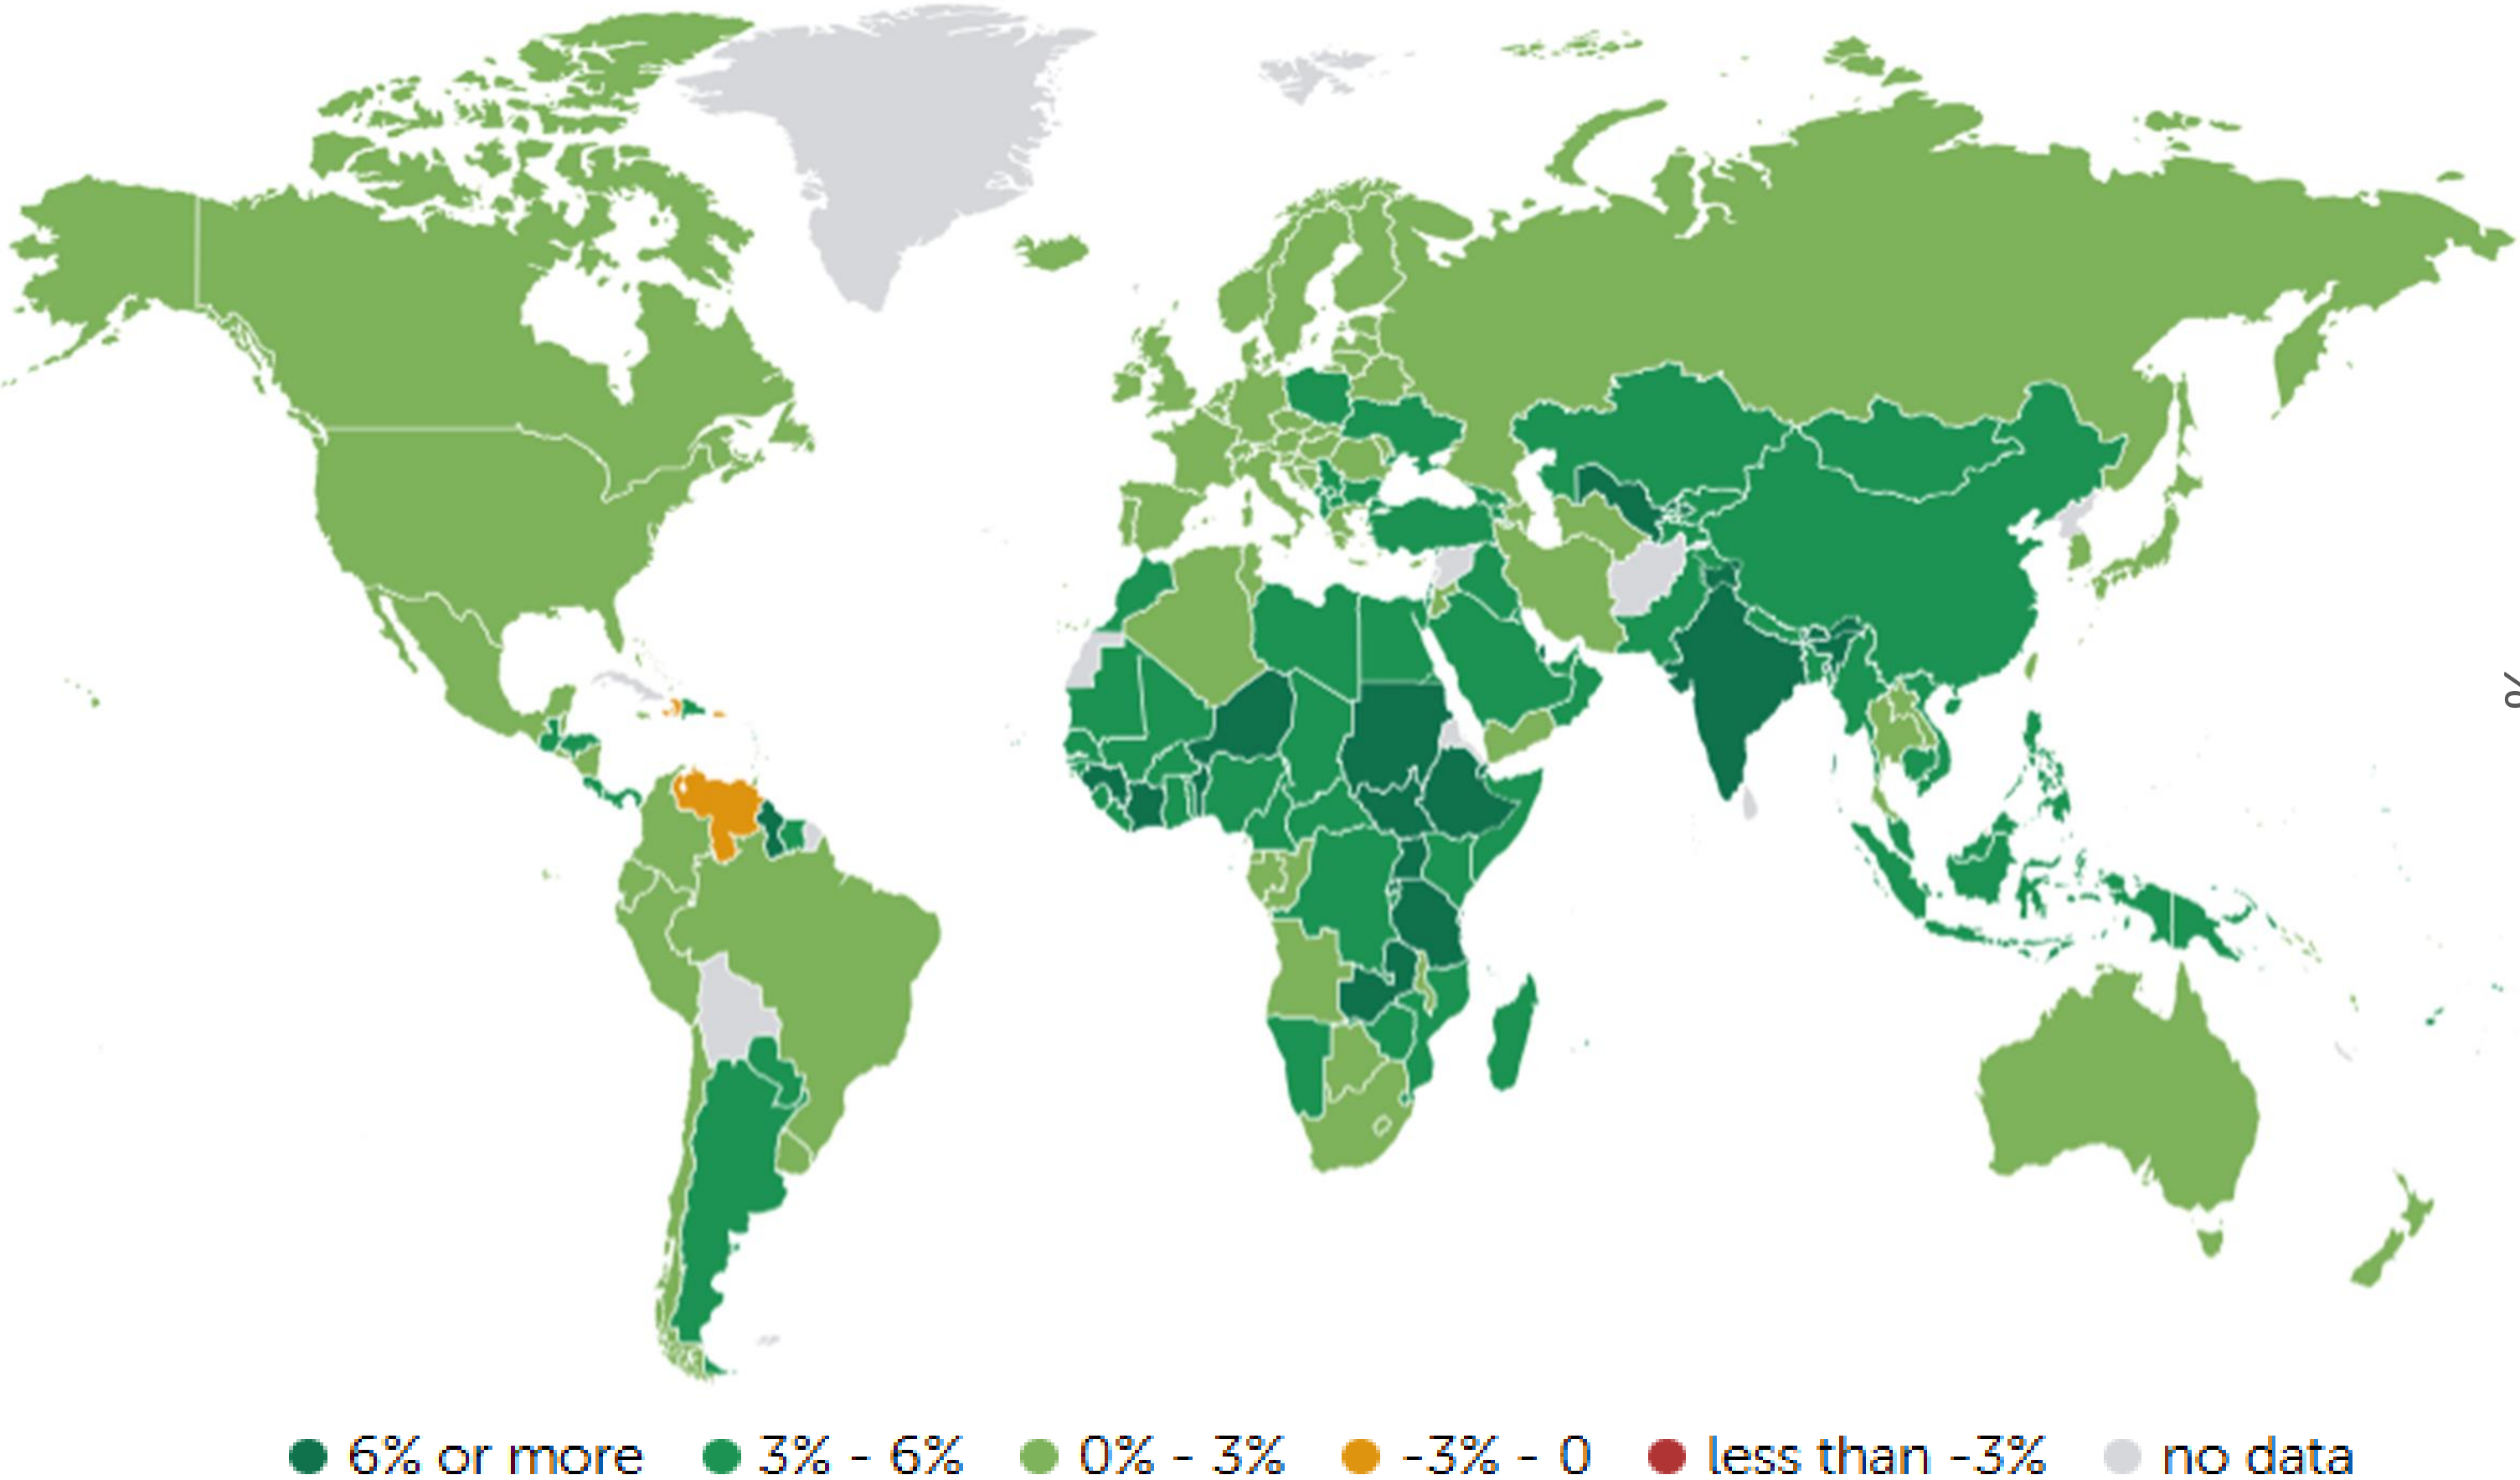 %
6% or more 3% - 6% 0% - 3% -3% - 0 less than -3% no data